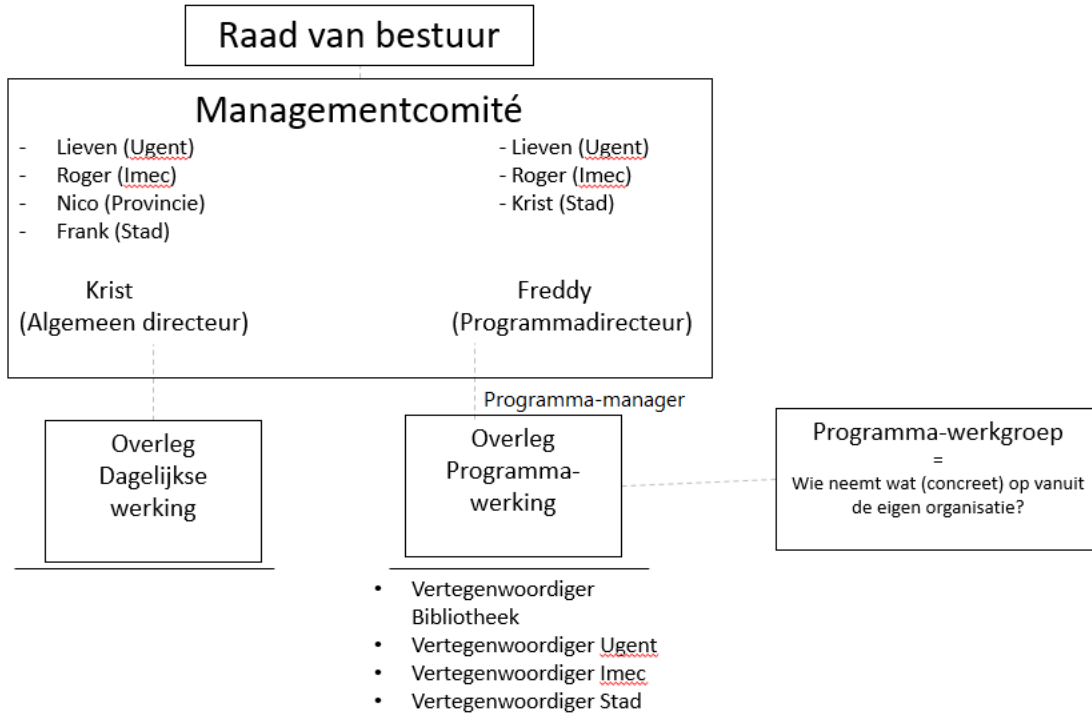 Raad van bestuur
Managementcomité
- Lieven (Ugent)
- Roger (Imec)
- Nico (Provincie)
- Frank (Stad)
- Lieven (Ugent)
- Roger (Imec)
- Krist (Stad)
Krist
(Algemeen directeur)
Freddy
(Programmadirecteur)
Programma-manager
Overleg
Dagelijkse
werking
Overleg
Programma-
werking
Programma-werkgroep
=
Wie neemt wat (concreet) op vanuit
de eigen organisatie?
• Vertegenwoordiger
Bibliotheek
• Vertegenwoordiger Ugent
• Vertegenwoordiger Imec
• Vertegenwoordiger Stad